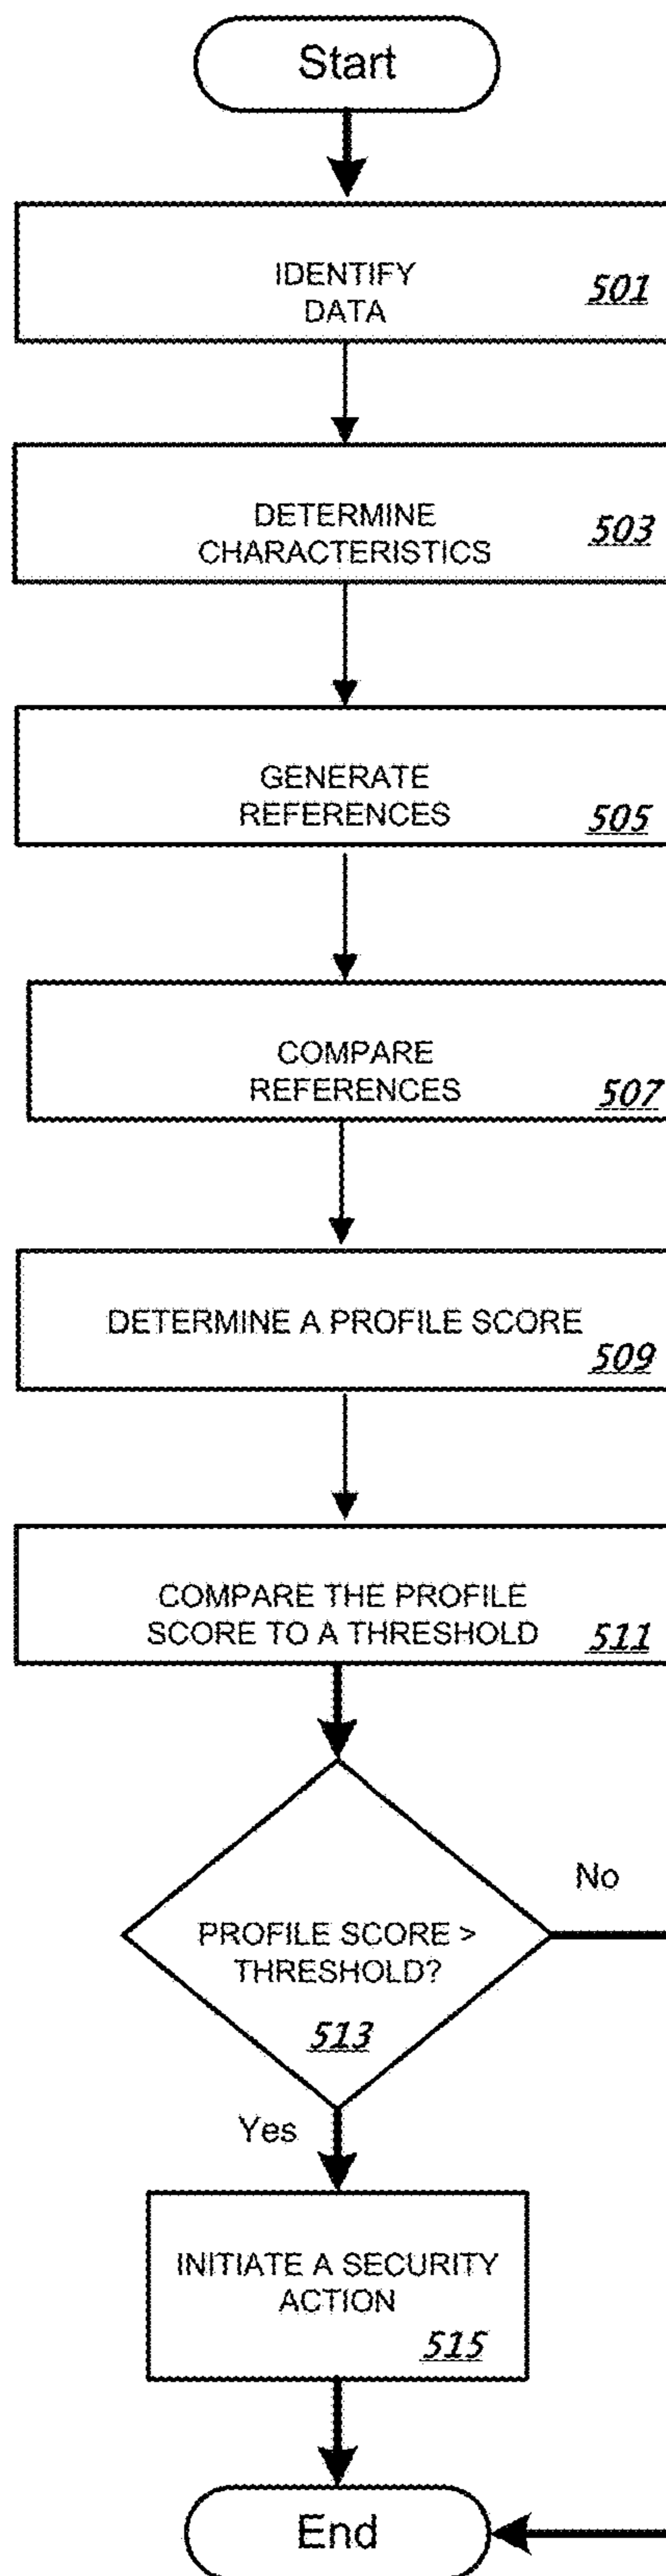 Start
IDENTIFY
DATA
501
DETERMINE
CHARACTERISTICS
503
GENERATE
REFERENCES
505
COMPARE
REFERENCES
507
DETERMINE A PROFILE SCORE
509
COMPARE THE PROFILE
SCORE TO A THRESHOLD
511
No
PROFILE SCORE >
THRESHOLD?
513
Yes
INITIATE A SECURITY
ACTION
515
End